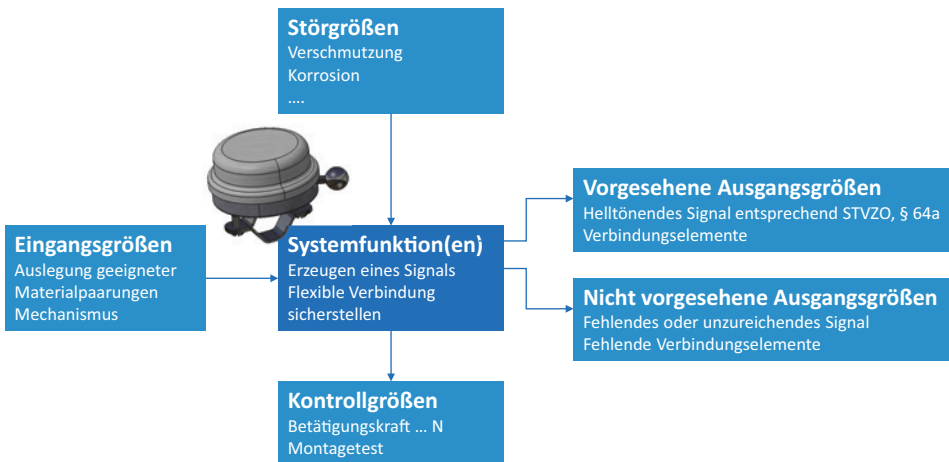 Störgrößen
Verschmutzung
Korrosion
....
Eingangsgrößen
Auslegung geeigneter
Materialpaarungen
Mechanismus
Systemfunktion(en)
Erzeugen eines Signals
Flexible Verbindung
sicherstellen
Vorgesehene Ausgangsgrößen
Helltönendes Signal entsprechend STVZO, § 64a
Verbindungselemente
Nicht vorgesehene Ausgangsgrößen
Fehlendes oder unzureichendes Signal
Fehlende Verbindungselemente
Kontrollgrößen
Betätigungskraft ... N
Montagetest